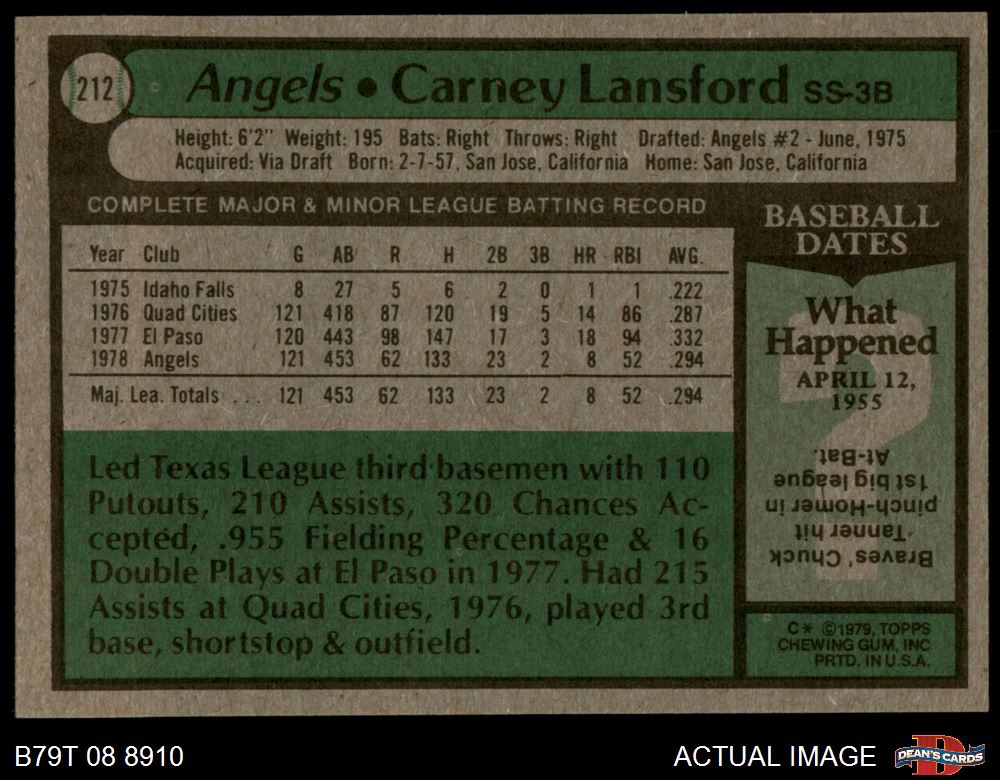 212
Angels • Carney Lansford SS-3B
Height: 6'2" Weight: 195 Bats: Right Throws: Right Drafted: Angels #2 - June, 1975
Acquired: Via Draft Born: 2-7-57, San Jose, California Home: San Jose, California
COMPLETE MAJOR & MINOR LEAGUE BATTING RECORD
Year Club G AB R H 2B 3B HR RBI AVG.
1975 Idaho Falls 8 27 5 6 2 0 1 1 .222
1976 Quad Cities 121 418 87 120 19 5 14 86 .287
1977 El Paso 120 443 98 147 17 3 18 94 .332
1978 Angels 121 453 62 133 23 2 8 52 .294
Maj. Lea. Totals ... 121 453 62 133 23 2 8 52 .294
Led Texas League third basemen with 110
Putouts, 210 Assists, 320 Chances Ac-
cepted, .955 Fielding Percentage & 16
Double Plays at El Paso in 1977. Had 215
Assists at Quad Cities, 1976, played 3rd
base, shortstop & outfield.
BASEBALL
DATES
What
Happened
APRIL 12,
1955
Braves' Chuck
Tanner hit
pinch-Homer in
1st big league
At-Bat.
C* ©1979, TOPPS
CHEWING GUM, INC
PRTD. IN U.S.A.
B79T 08 8910
ACTUAL IMAGE
D
DEAN'S CARDS